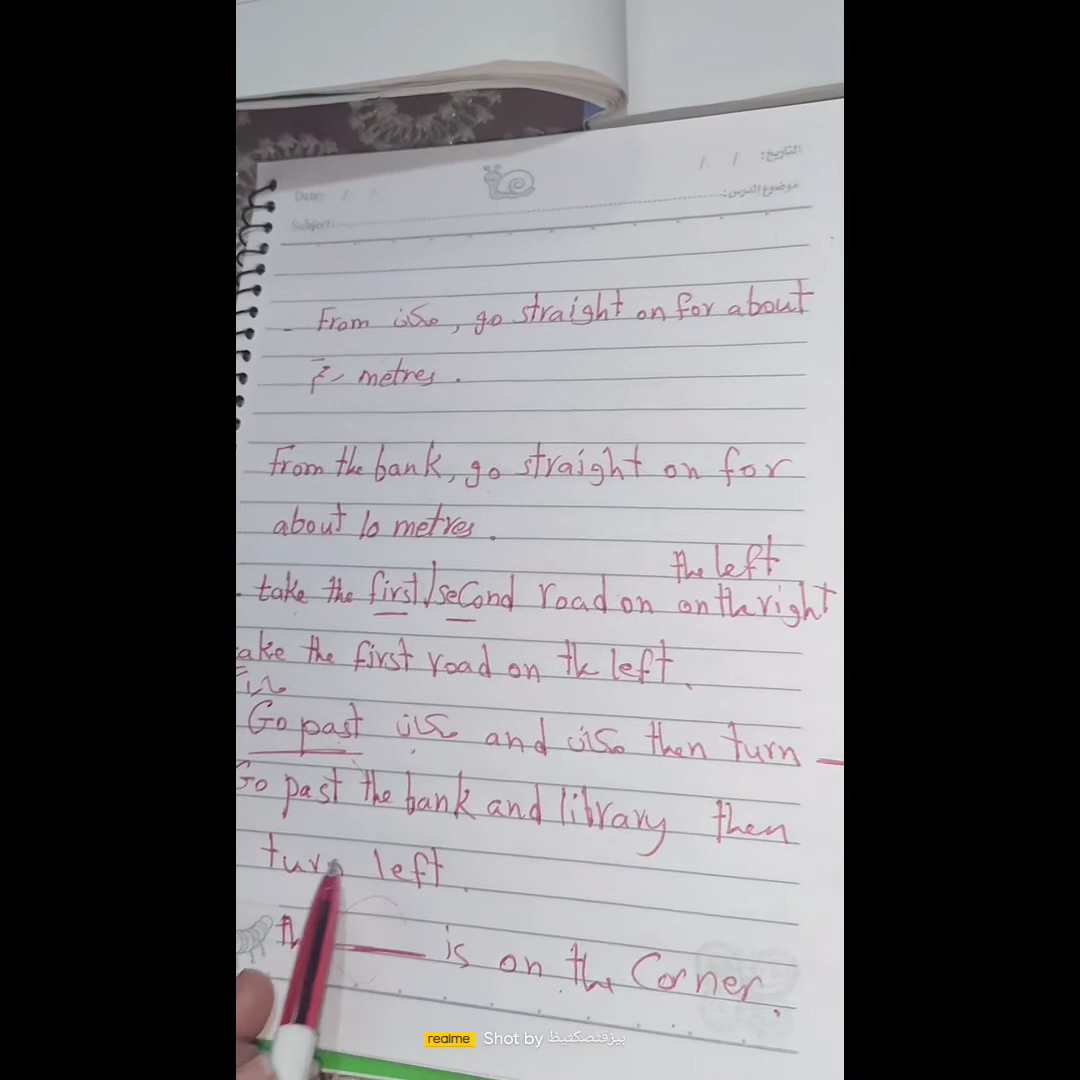 التاريخ: / /
Date: / /
موضوع الدرس:
Subject:
From مكان, go straight on for about
م metres.
From the bank, go straight on for
about 10 metres.
the left
take the first/second road on on the right
ake the first road on the left.
Go past مكان and مكان then turn
Go past the bank and library then
turn left.
is on the Corner.
realme Shot by